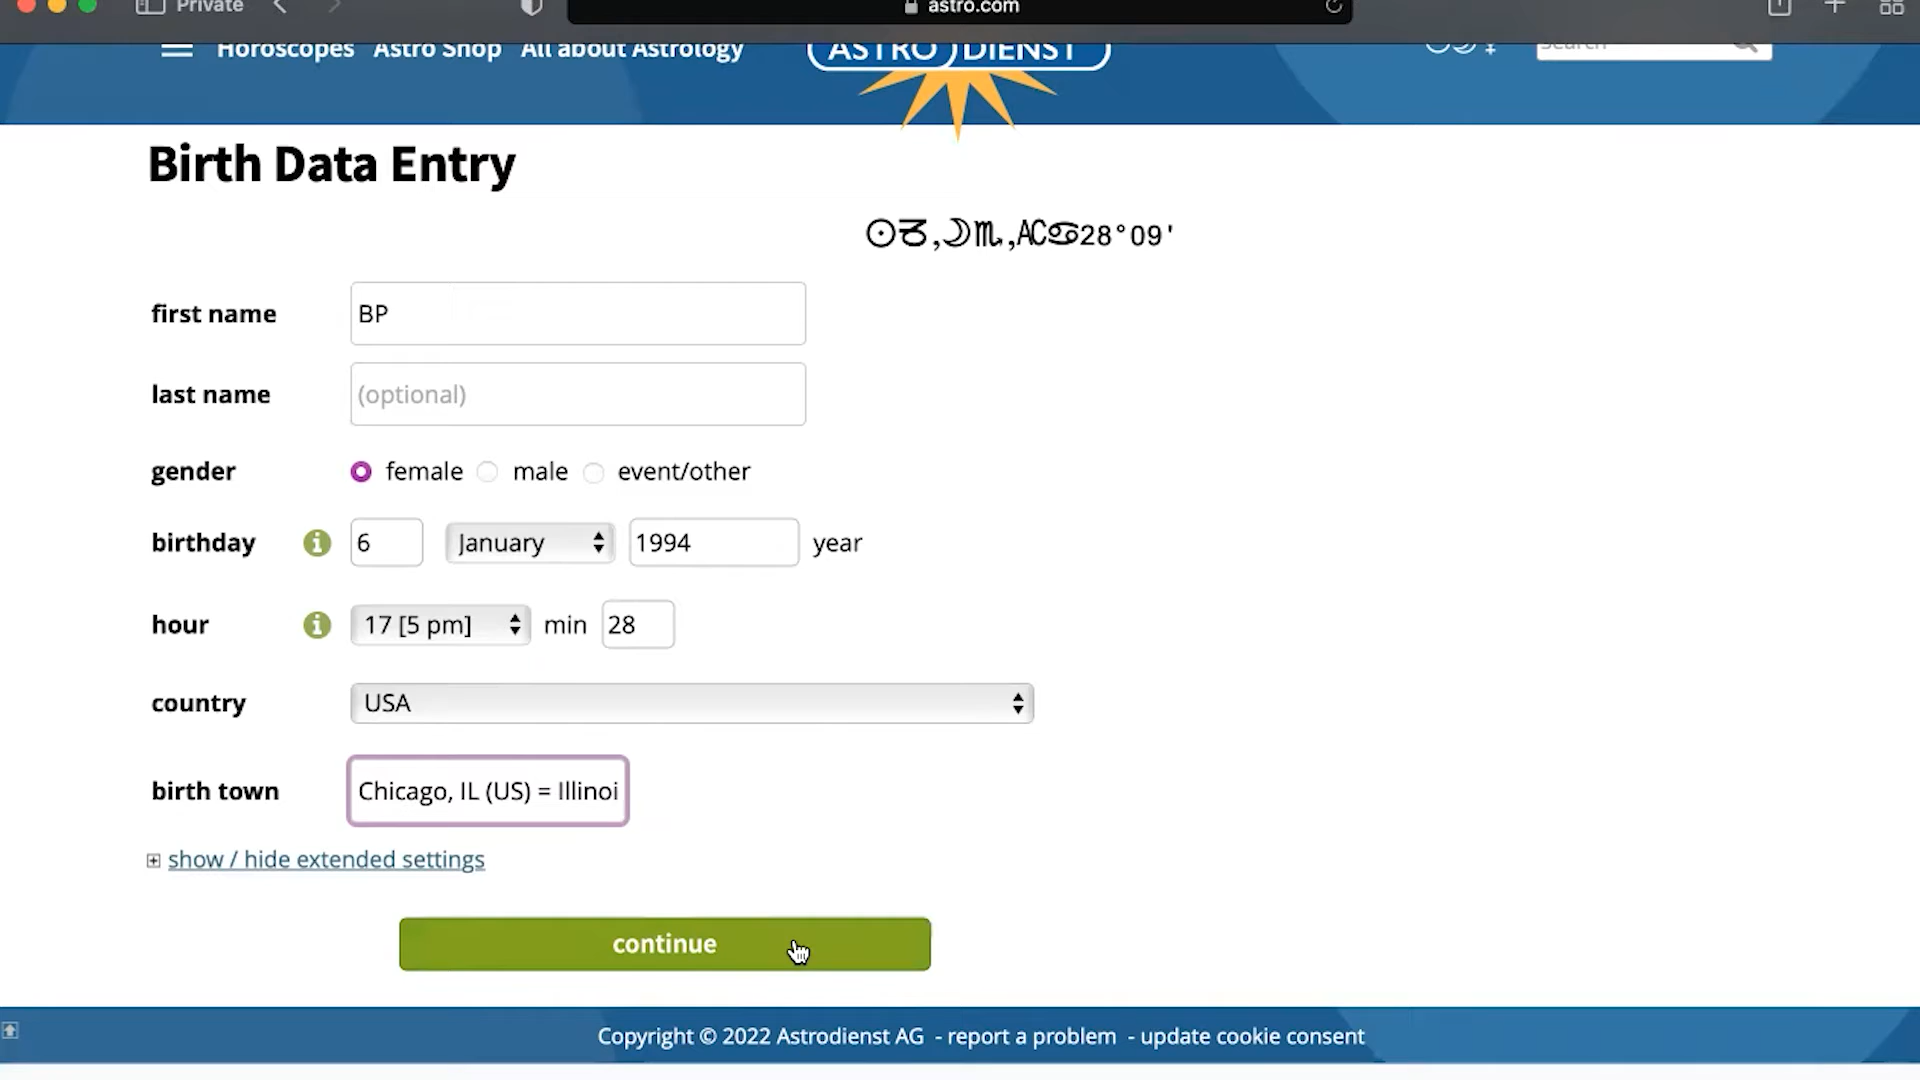 Private
astro.com
Horoscopes Astro Shop All about Astrology
ASTRO DIENST
search
Birth Data Entry
☉♑,☽♏,AC♋28°09'
first name BP
last name (optional)
gender female male event/other
birthday 6 January 1994 year
hour 17 [5 pm] min 28
country USA
birth town Chicago, IL (US) = Illinoi
show / hide extended settings
continue
Copyright © 2022 Astrodienst AG - report a problem - update cookie consent